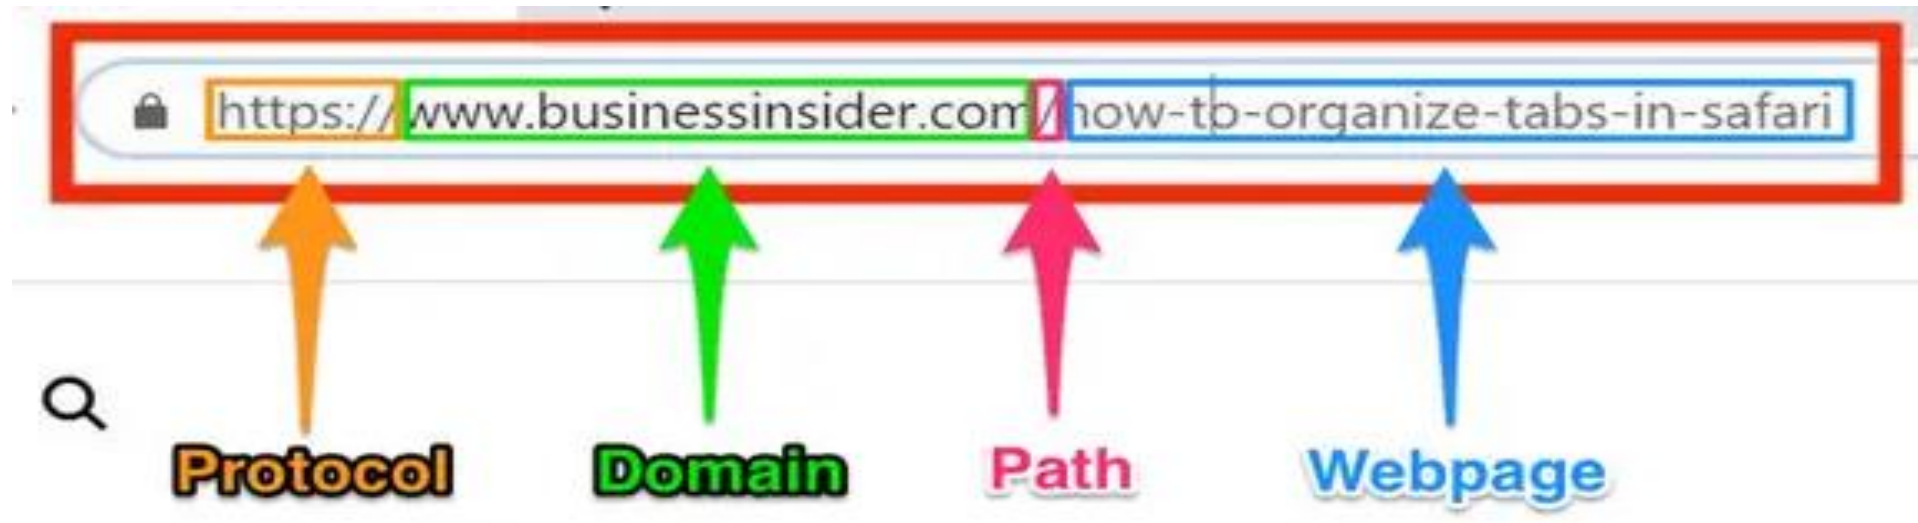 https://www.businessinsider.com/how-to-organize-tabs-in-safari
Protocol Domain Path Webpage